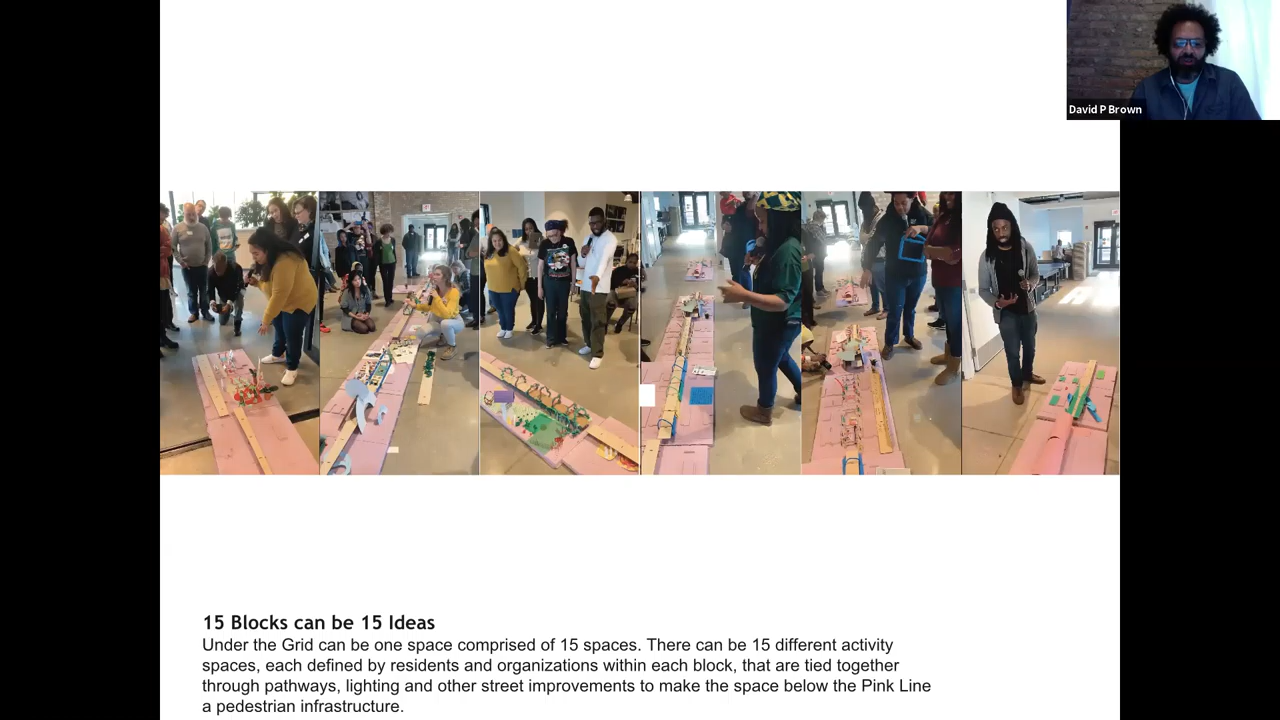 David P Brown
15 Blocks can be 15 Ideas
Under the Grid can be one space comprised of 15 spaces. There can be 15 different activity
spaces, each defined by residents and organizations within each block, that are tied together
through pathways, lighting and other street improvements to make the space below the Pink Line
a pedestrian infrastructure.